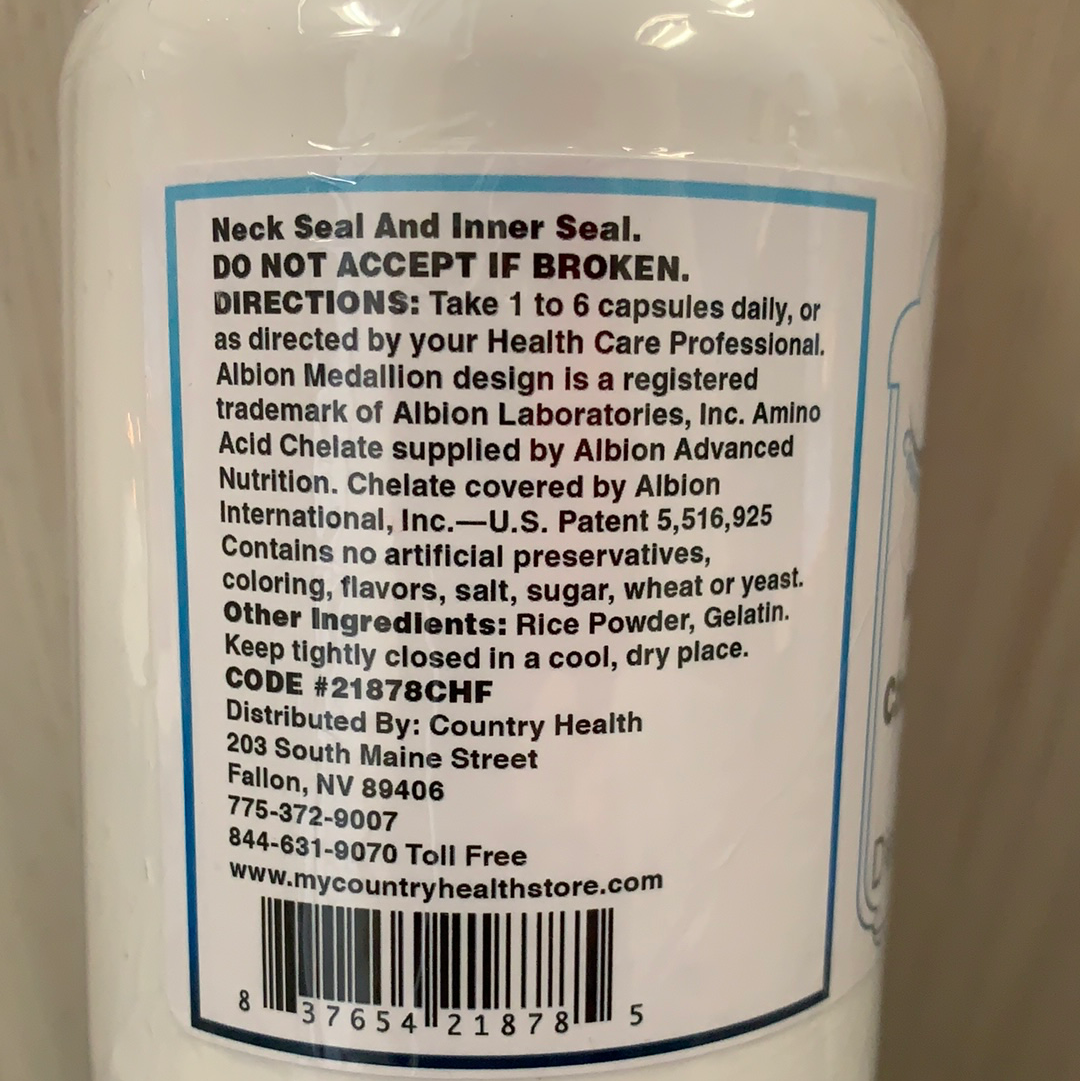 Neck Seal And Inner Seal.
DO NOT ACCEPT IF BROKEN.
DIRECTIONS: Take 1 to 6 capsules daily, or
as directed by your Health Care Professional.
Albion Medallion design is a registered
trademark of Albion Laboratories, Inc. Amino
Acid Chelate supplied by Albion Advanced
Nutrition. Chelate covered by Albion
International, Inc.—U.S. Patent 5,516,925
Contains no artificial preservatives,
coloring, flavors, salt, sugar, wheat or yeast.
Other Ingredients: Rice Powder, Gelatin.
Keep tightly closed in a cool, dry place.
CODE #21878CHF
Distributed By: Country Health
203 South Maine Street
Fallon, NV 89406
775-372-9007
844-631-9070 Toll Free
www.mycountryhealthstore.com
8 37654 21878 5